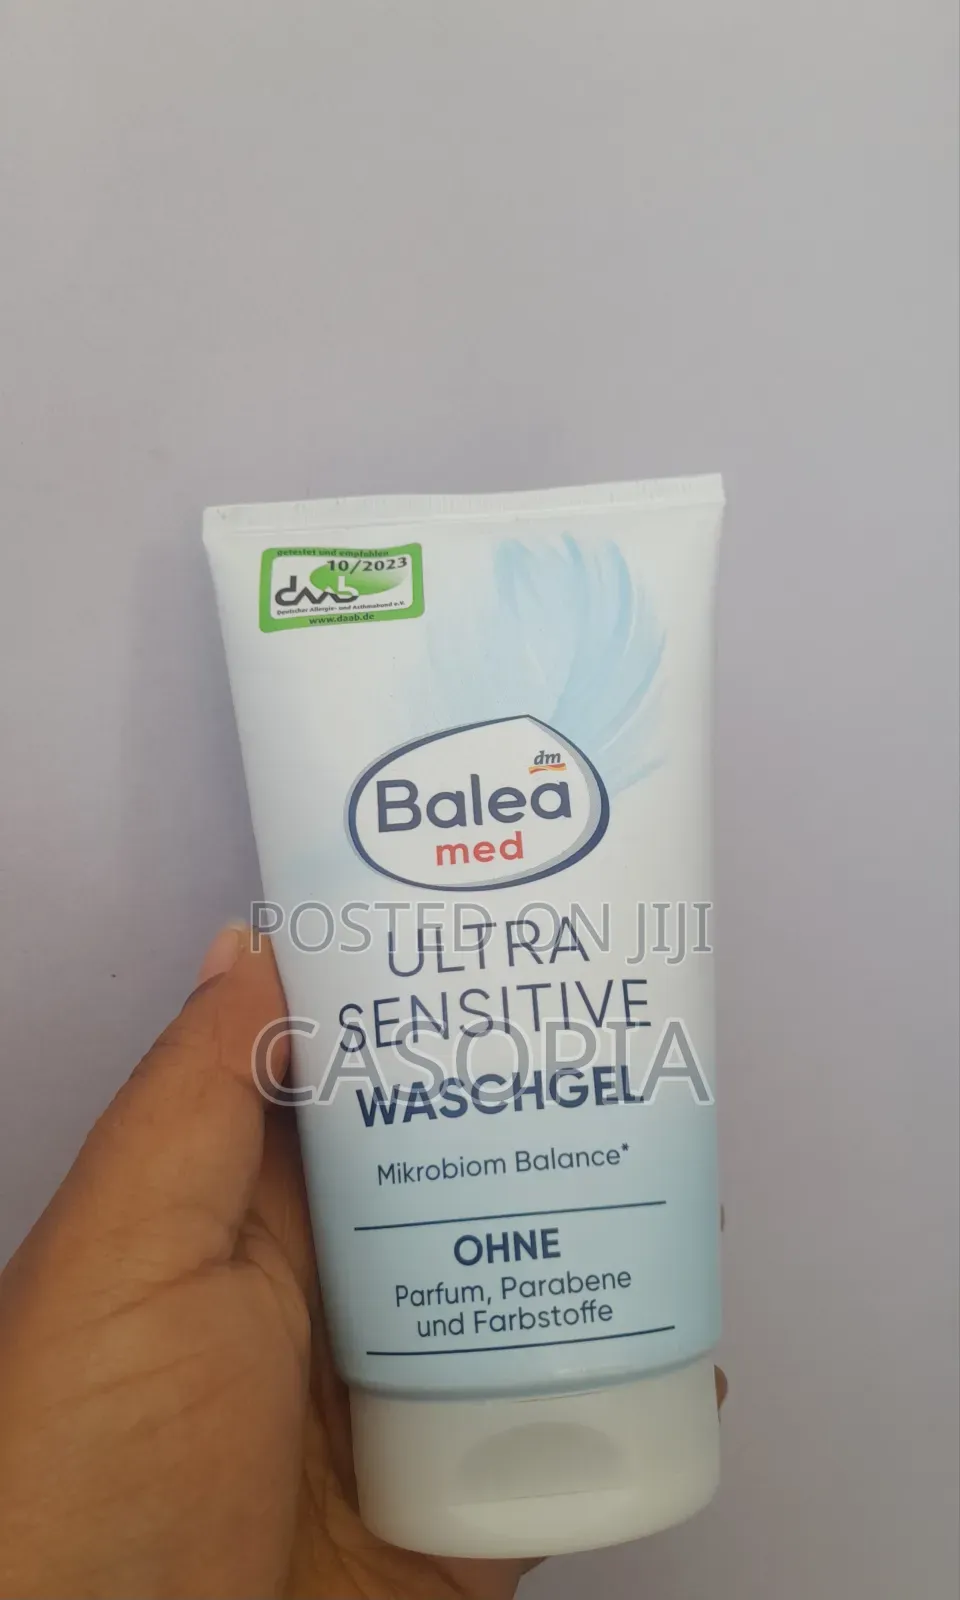 getestet und empfohlen
10/2023
daab
Deutscher Allergie- und Asthmabund e.V.
www.daab.de
dm
Balea
med
POSTED ON JIJI
ULTRA
SENSITIVE
CASOPIA
WASCHGEL
Mikrobiom Balance*
OHNE
Parfum, Parabene
und Farbstoffe